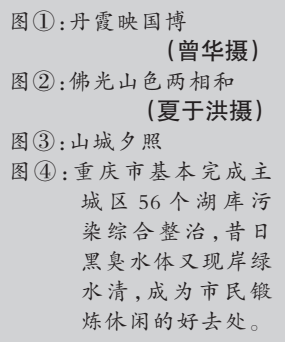 图①:丹霞映国博
(曾华摄)
图②:佛光山色两相和
(夏于洪摄)
图③:山城夕照
图④:重庆市基本完成主
城区 56 个湖库污
染综合整治,昔日
黑臭水体又现岸绿
水清,成为市民锻
炼休闲的好去处。